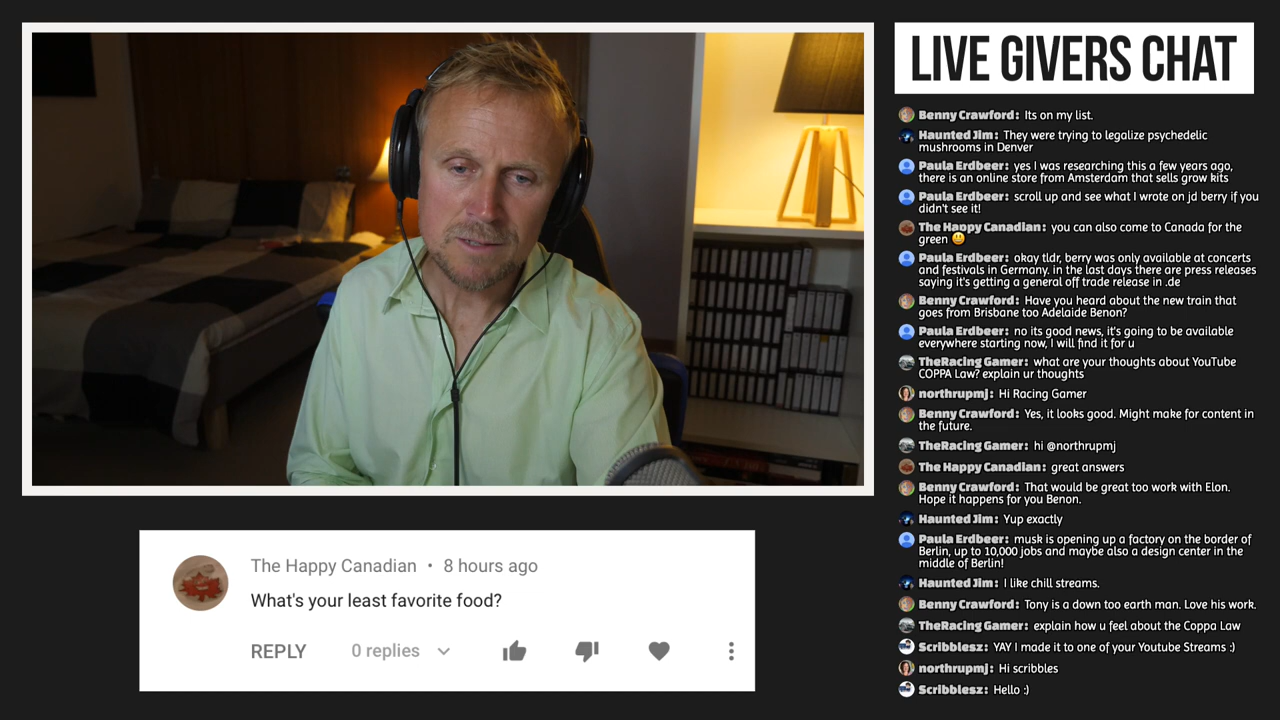 LIVE GIVERS CHAT
Benny Crawford: Its on my list.
Haunted Jim: They were trying to legalize psychedelic
mushrooms in Denver
Paula Erdbeer: yes I was researching this a few years ago,
there is an online store from Amsterdam that sells grow kits
Paula Erdbeer: scroll up and see what I wrote on jd berry if you
didn't see it!
The Happy Canadian: you can also come to Canada for the
green 😃
Paula Erdbeer: okay tldr, berry was only available at concerts
and festivals in Germany. in the last days there are press releases
saying it's getting a general off trade release in .de
Benny Crawford: Have you heard about the new train that
goes from Brisbane too Adelaide Benon?
Paula Erdbeer: no its good news, it's going to be available
everywhere starting now, I will find it for u
TheRacing Gamer: what are your thoughts about YouTube
COPPA Law? explain ur thoughts
northrupmj: Hi Racing Gamer
Benny Crawford: Yes, it looks good. Might make for content in
the future.
TheRacing Gamer: hi @northrupmj
The Happy Canadian: great answers
Benny Crawford: That would be great too work with Elon.
Hope it happens for you Benon.
Haunted Jim: Yup exactly
Paula Erdbeer: musk is opening up a factory on the border of
Berlin, up to 10,000 jobs and maybe also a design center in the
middle of Berlin!
Haunted Jim: I like chill streams.
Benny Crawford: Tony is a down too earth man. Love his work.
TheRacing Gamer: explain how u feel about the Coppa Law
Scribblesz: YAY I made it to one of your Youtube Streams :)
northrupmj: Hi scribbles
Scribblesz: Hello :)
The Happy Canadian • 8 hours ago
What's your least favorite food?
REPLY 0 replies